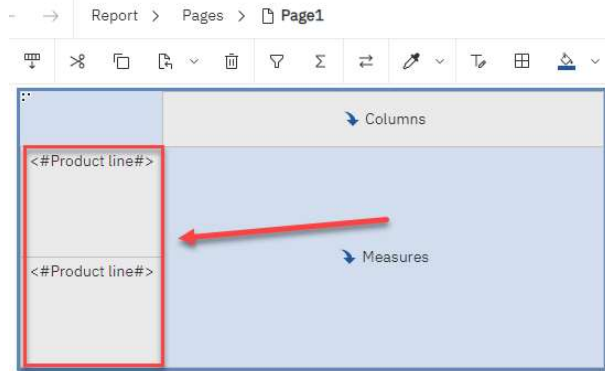 Report > Pages > Page1
Columns
<#Product line#>
Measures
<#Product line#>